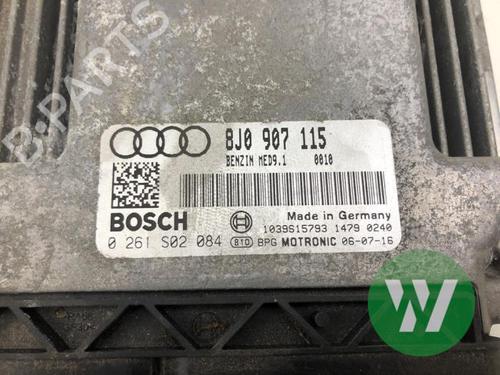 B-PARTS
8J0 907 115
BENZIN MED9.1 0010
BOSCH
Made in Germany
1039S15793 1479 0240
0 261 S02 084 810 BPG MOTRONIC 06-07-16
W